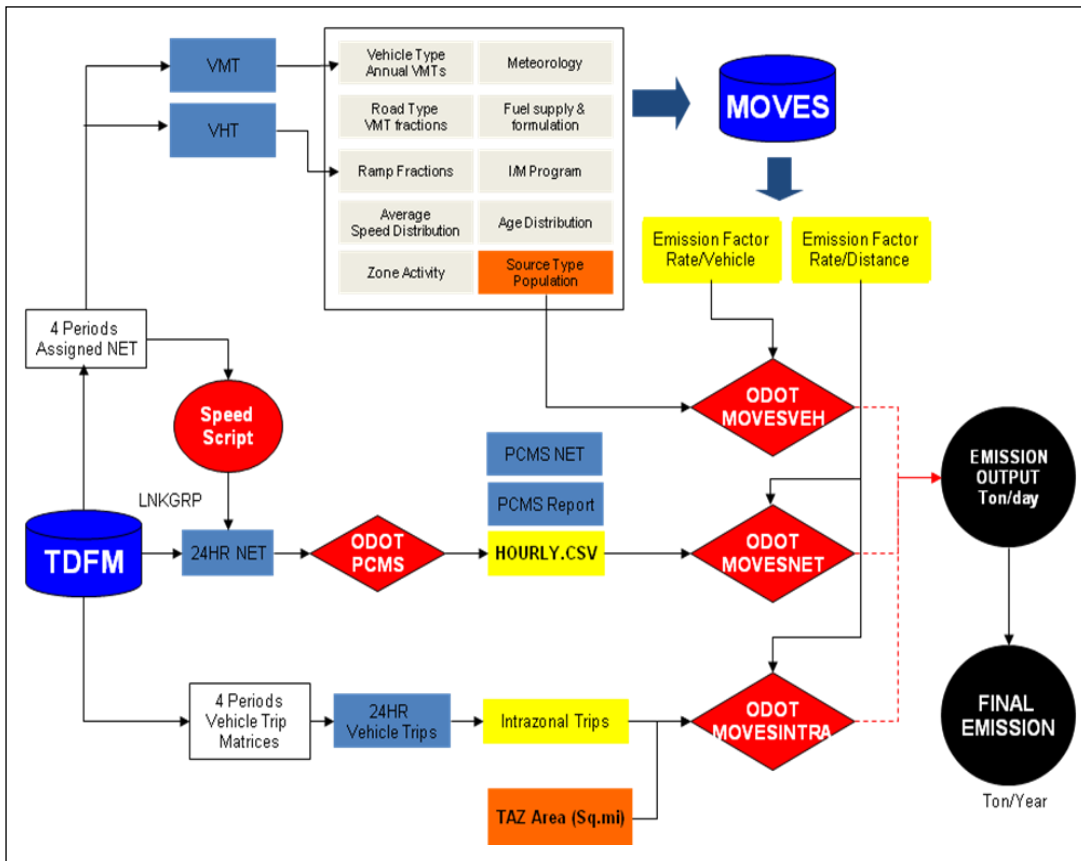 VMT
VHT
Vehicle Type
Annual VMTs
Meteorology
Road Type
VMT fractions
Fuel supply &
formulation
Ramp Fractions
I/M Program
Average
Speed Distribution
Age Distribution
Zone Activity
Source Type
Population
MOVES
Emission Factor
Rate/Vehicle
Emission Factor
Rate/Distance
4 Periods
Assigned NET
Speed
Script
ODOT
MOVESVEH
LNKGRP
TDFM
24HR NET
ODOT
PCMS
PCMS NET
PCMS Report
HOURLY.CSV
ODOT
MOVESNET
EMISSION
OUTPUT
Ton/day
4 Periods
Vehicle Trip
Matrices
24HR
Vehicle Trips
Intrazonal Trips
TAZ Area (Sq.mi)
ODOT
MOVESINTRA
FINAL
EMISSION
Ton/Year